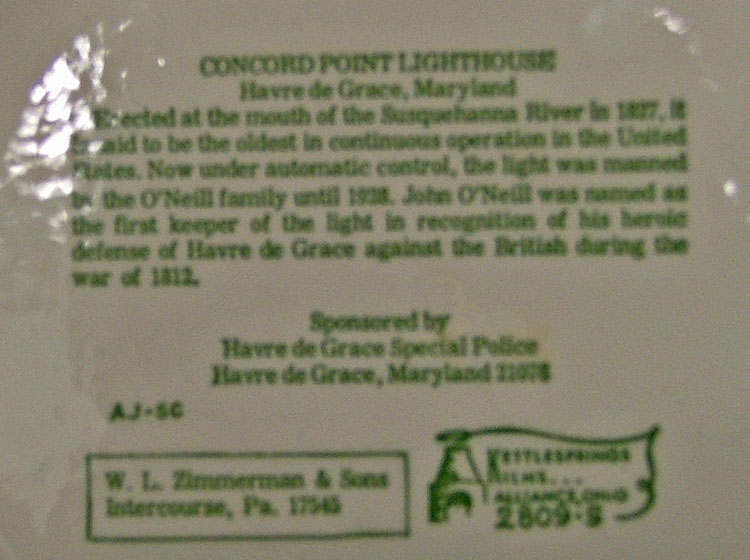 CONCORD POINT LIGHTHOUSE
Havre de Grace, Maryland
Erected at the mouth of the Susquehanna River in 1827, it
is said to be the oldest in continuous operation in the United
States. Now under automatic control, the light was manned
by the O'Neill family until 1928. John O'Neill was named as
the first keeper of the light in recognition of his heroic
defense of Havre de Grace against the British during the
war of 1812.
Sponsored by
Havre de Grace Special Police
Havre de Grace, Maryland 21078
AJ-SC
W. L. Zimmerman & Sons
Intercourse, Pa.
KETTLESPRINGS
KILNS...
ALLIANCE, OHIO
2809-S